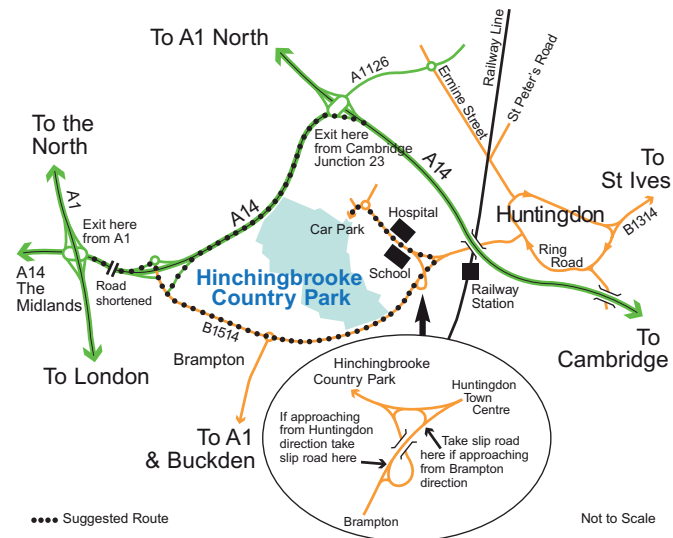 To A1 North
A1126
Ermine Street
Railway Line
St Peter's Road
To the
North
A1
Exit here
from Cambridge
Junction 23
A14
To
St Ives
B1314
Exit here
from A1
A14
Hospital
Car Park
Huntingdon
Ring
Road
School
A14
The
Midlands
Road
shortened
Hinchingbrooke
Country Park
Railway
Station
B1514
Brampton
To
Cambridge
To London
Hinchingbrooke
Country Park
Huntingdon
Town
Centre
If approaching
from Huntingdon
direction take
slip road here
Take slip road
here if approaching
from Brampton
direction
To A1
& Buckden
Brampton
Suggested Route
Not to Scale